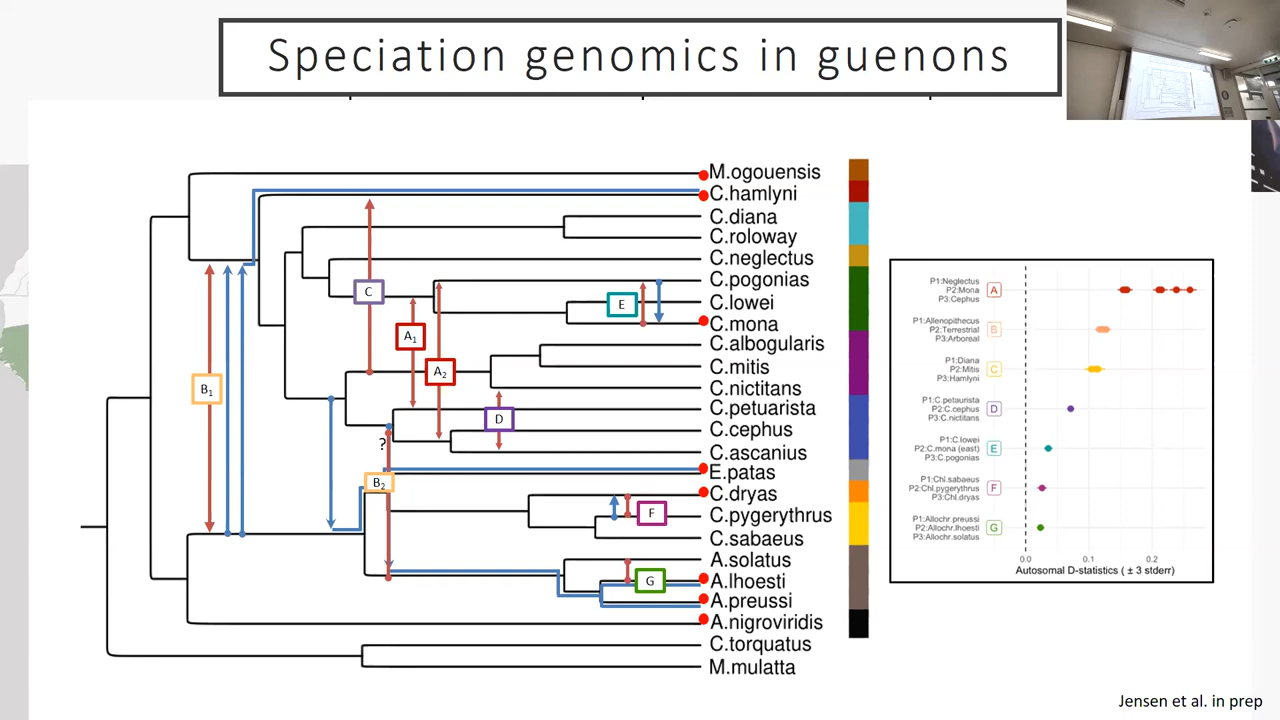 Speciation genomics in guenons
M.ogouensis
C.hamlyni
C.diana
C.roloway
C.neglectus
C.pogonias
C.lowei
C.mona
C.albogularis
C.mitis
C.nictitans
C.petuarista
C.cephus
C.ascanius
E.patas
C.dryas
C.pygerythrus
C.sabaeus
A.solatus
A.lhoesti
A.preussi
A.nigroviridis
C.torquatus
M.mulatta
C
E
A1
A2
B1
D
?
B2
F
G
P1:Neglectus
P2:Mona
P3:Cephus
A
P1:Allenopithecus
P2:Terrestrial
P3:Arboreal
B
P1:Diana
P2:Mitis
P3:Hamlyni
C
P1:C.petaurista
P2:C.cephus
P3:C.nictitans
D
P1:C.lowei
P2:C.mona (east)
P3:C.pogonias
E
P1:Chl.sabaeus
P2:Chl.pygerythrus
P3:Chl.dryas
F
P1:Allochr.preussi
P2:Allochr.lhoesti
P3:Allochr.solatus
G
0.0 0.1 0.2
Autosomal D-statistics ( ± 3 stderr)
Jensen et al. in prep